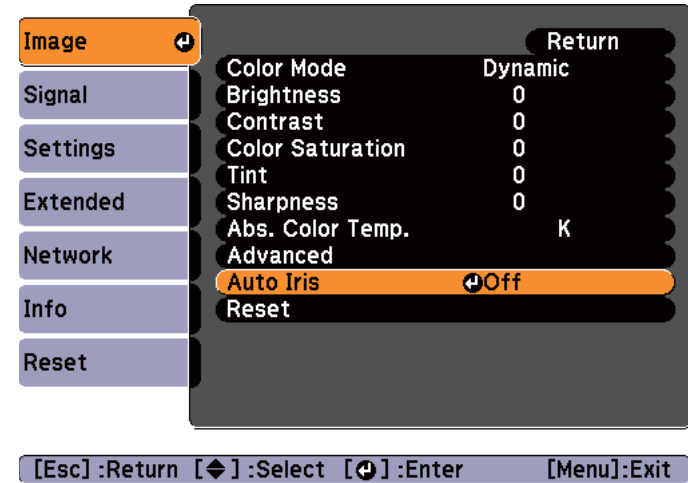 Image
Signal
Settings
Extended
Network
Info
Reset
Return
Color Mode Dynamic
Brightness 0
Contrast 0
Color Saturation 0
Tint 0
Sharpness 0
Abs. Color Temp. K
Advanced
Auto Iris Off
Reset
[Esc] :Return [ ] :Select [ ] :Enter [Menu]:Exit